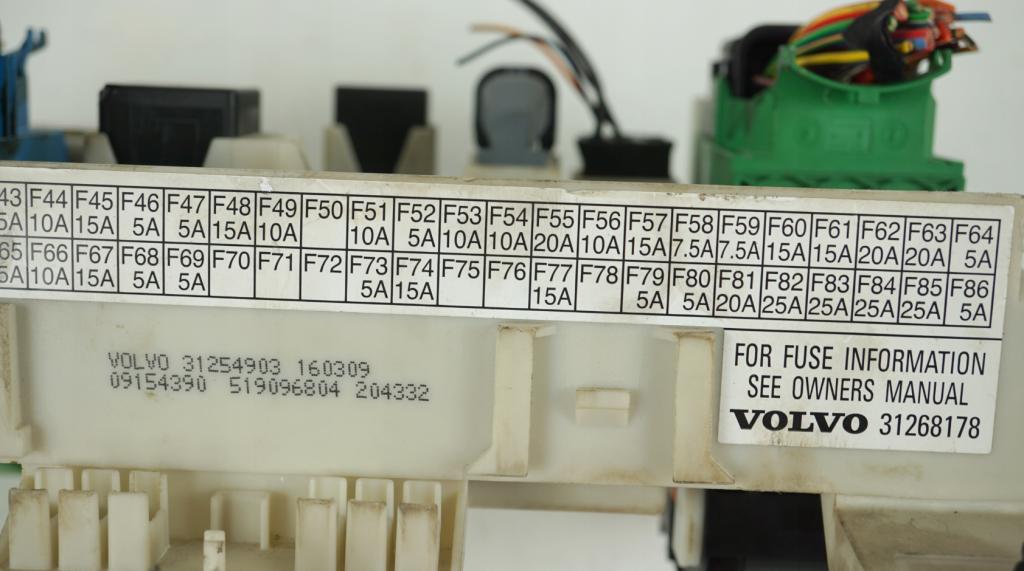 43 F44 F45 F46 F47 F48 F49 F50 F51 F52 F53 F54 F55 F56 F57 F58 F59 F60 F61 F62 F63 F64
5A 10A 15A 5A 5A 15A 10A 10A 5A 10A 10A 20A 10A 15A 7.5A 7.5A 15A 15A 20A 20A 5A
65 F66 F67 F68 F69 F70 F71 F72 F73 F74 F75 F76 F77 F78 F79 F80 F81 F82 F83 F84 F85 F86
5A 10A 15A 5A 5A 5A 15A 15A 5A 5A 20A 25A 25A 25A 25A 5A
FOR FUSE INFORMATION
SEE OWNERS MANUAL
VOLVO 31268178
VOLVO 31254903 160309
09154390 519096804 204332